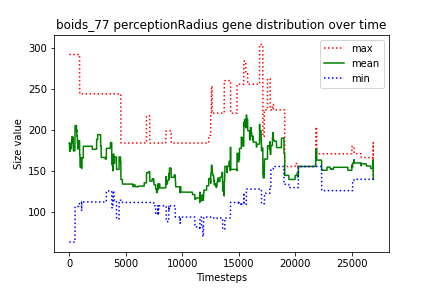 boids_77 perceptionRadius gene distribution over time
max
mean
min
Size value
300
250
200
150
100
0
5000
10000
15000
20000
25000
Timesteps